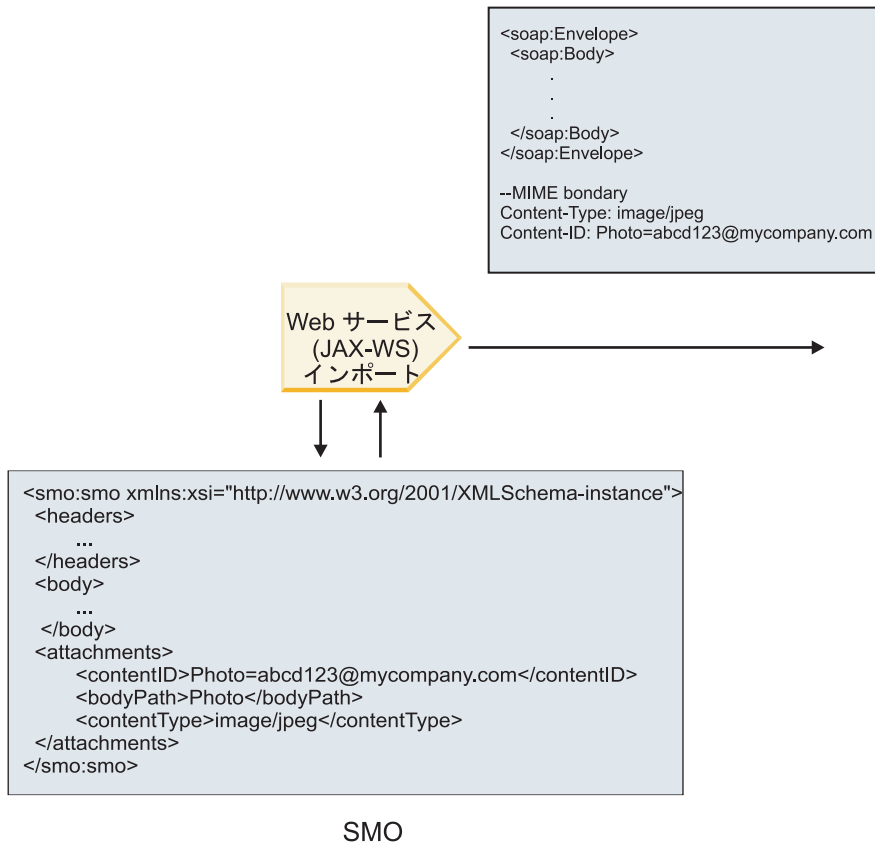 <soap:Envelope>
<soap:Body>
.
.
.
</soap:Body>
</soap:Envelope>
--MIME bondary
Content-Type: image/jpeg
Content-ID: Photo=abcd123@mycompany.com
Web サービス
(JAX-WS)
インポート
<smo:smo xmlns:xsi="http://www.w3.org/2001/XMLSchema-instance">
<headers>
...
</headers>
<body>
...
</body>
<attachments>
<contentID>Photo=abcd123@mycompany.com</contentID>
<bodyPath>Photo</bodyPath>
<contentType>image/jpeg</contentType>
</attachments>
</smo:smo>
SMO